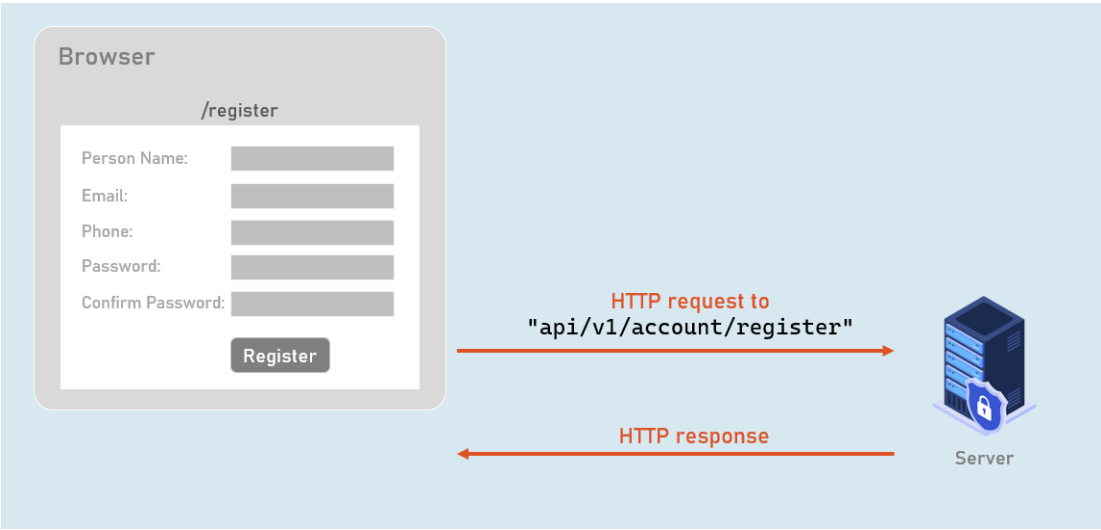 Browser
/register
Person Name:
Email:
Phone:
Password:
Confirm Password:
Register
HTTP request to
"api/v1/account/register"
HTTP response
Server